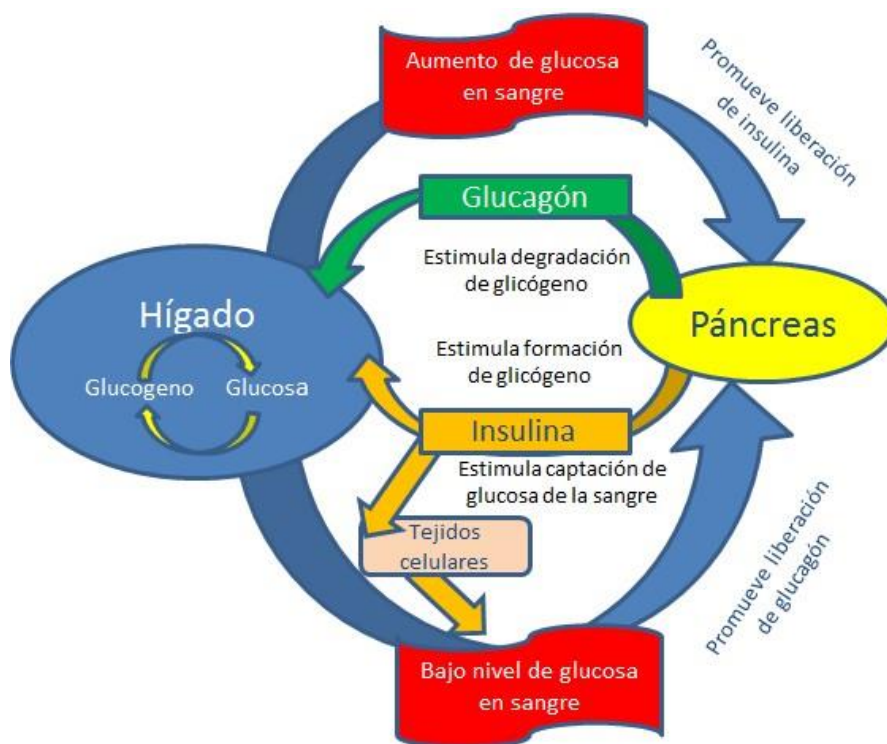 Aumento de glucosa
en sangre
Promueve liberación
de insulina
Glucagón
Estimula degradación
de glicógeno
Hígado
Glucogeno
Glucosa
Páncreas
Estimula formación
de glicógeno
Insulina
Estimula captación de
glucosa de la sangre
Tejidos
celulares
Promueve liberación
de glucagón
Bajo nivel de glucosa
en sangre